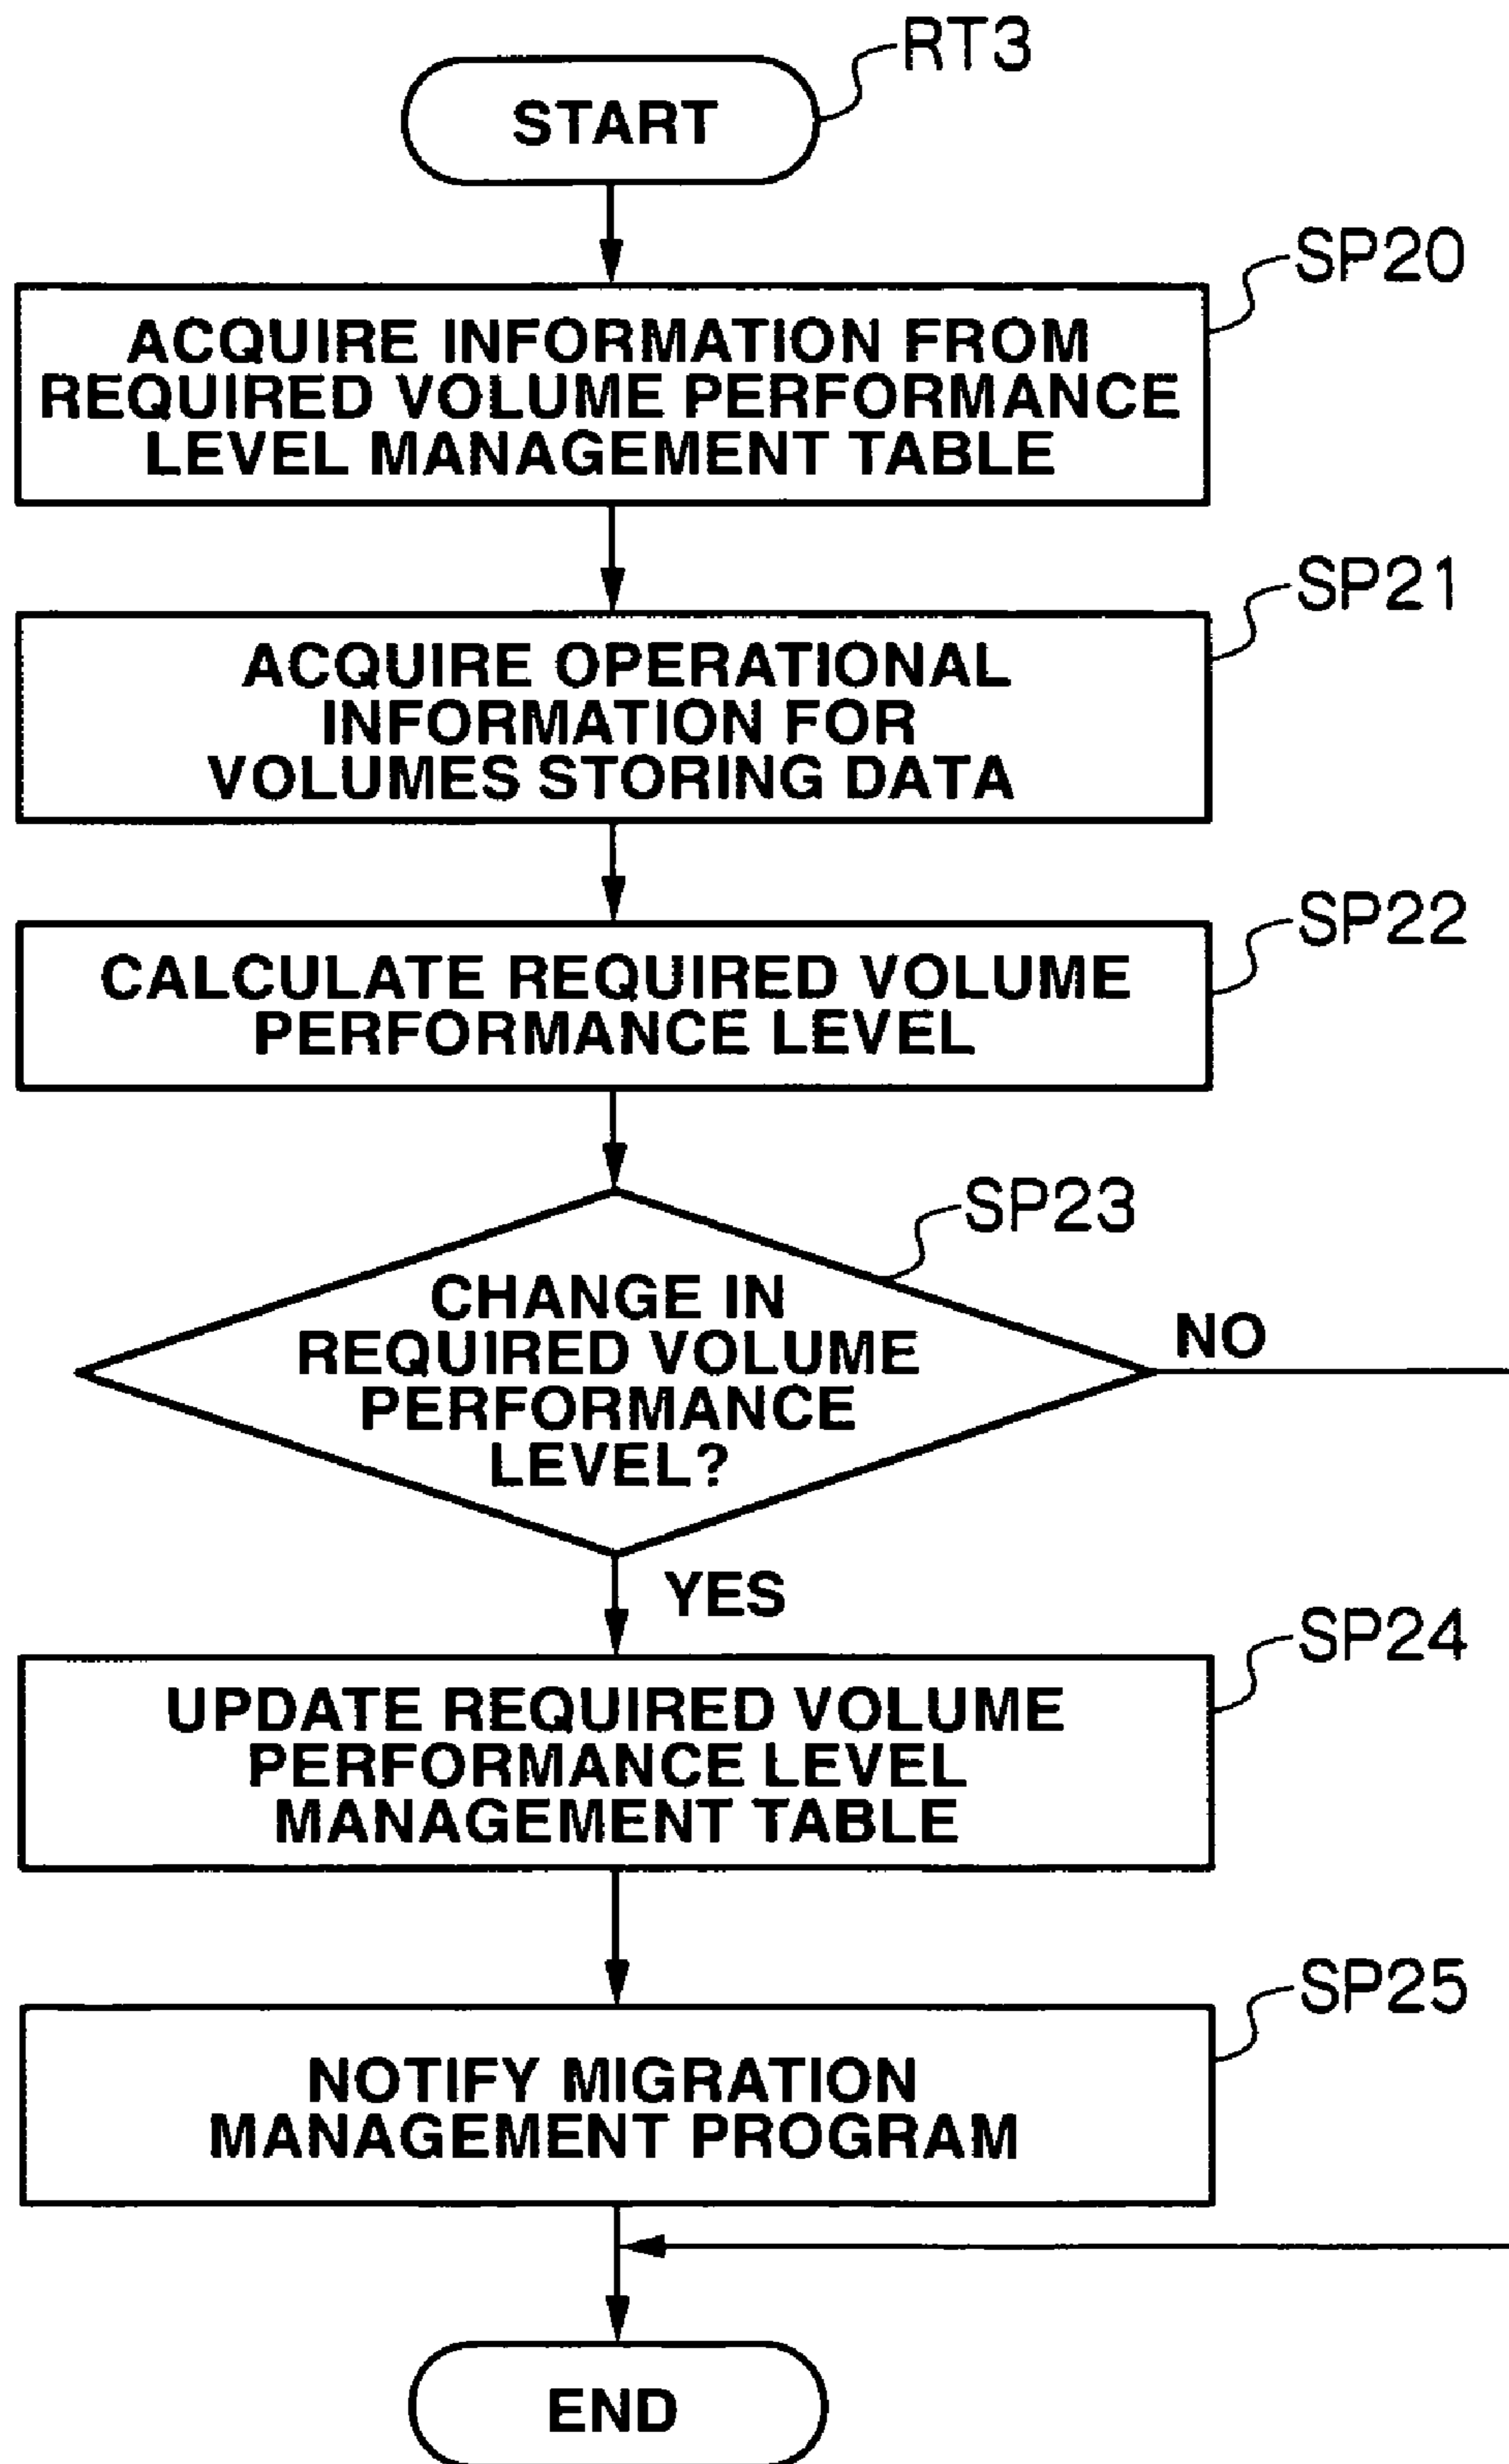 RT3
START
SP20
ACQUIRE INFORMATION FROM
REQUIRED VOLUME PERFORMANCE
LEVEL MANAGEMENT TABLE
SP21
ACQUIRE OPERATIONAL
INFORMATION FOR
VOLUMES STORING DATA
SP22
CALCULATE REQUIRED VOLUME
PERFORMANCE LEVEL
SP23
CHANGE IN
REQUIRED VOLUME
PERFORMANCE
LEVEL?
NO
YES
SP24
UPDATE REQUIRED VOLUME
PERFORMANCE LEVEL
MANAGEMENT TABLE
SP25
NOTIFY MIGRATION
MANAGEMENT PROGRAM
END